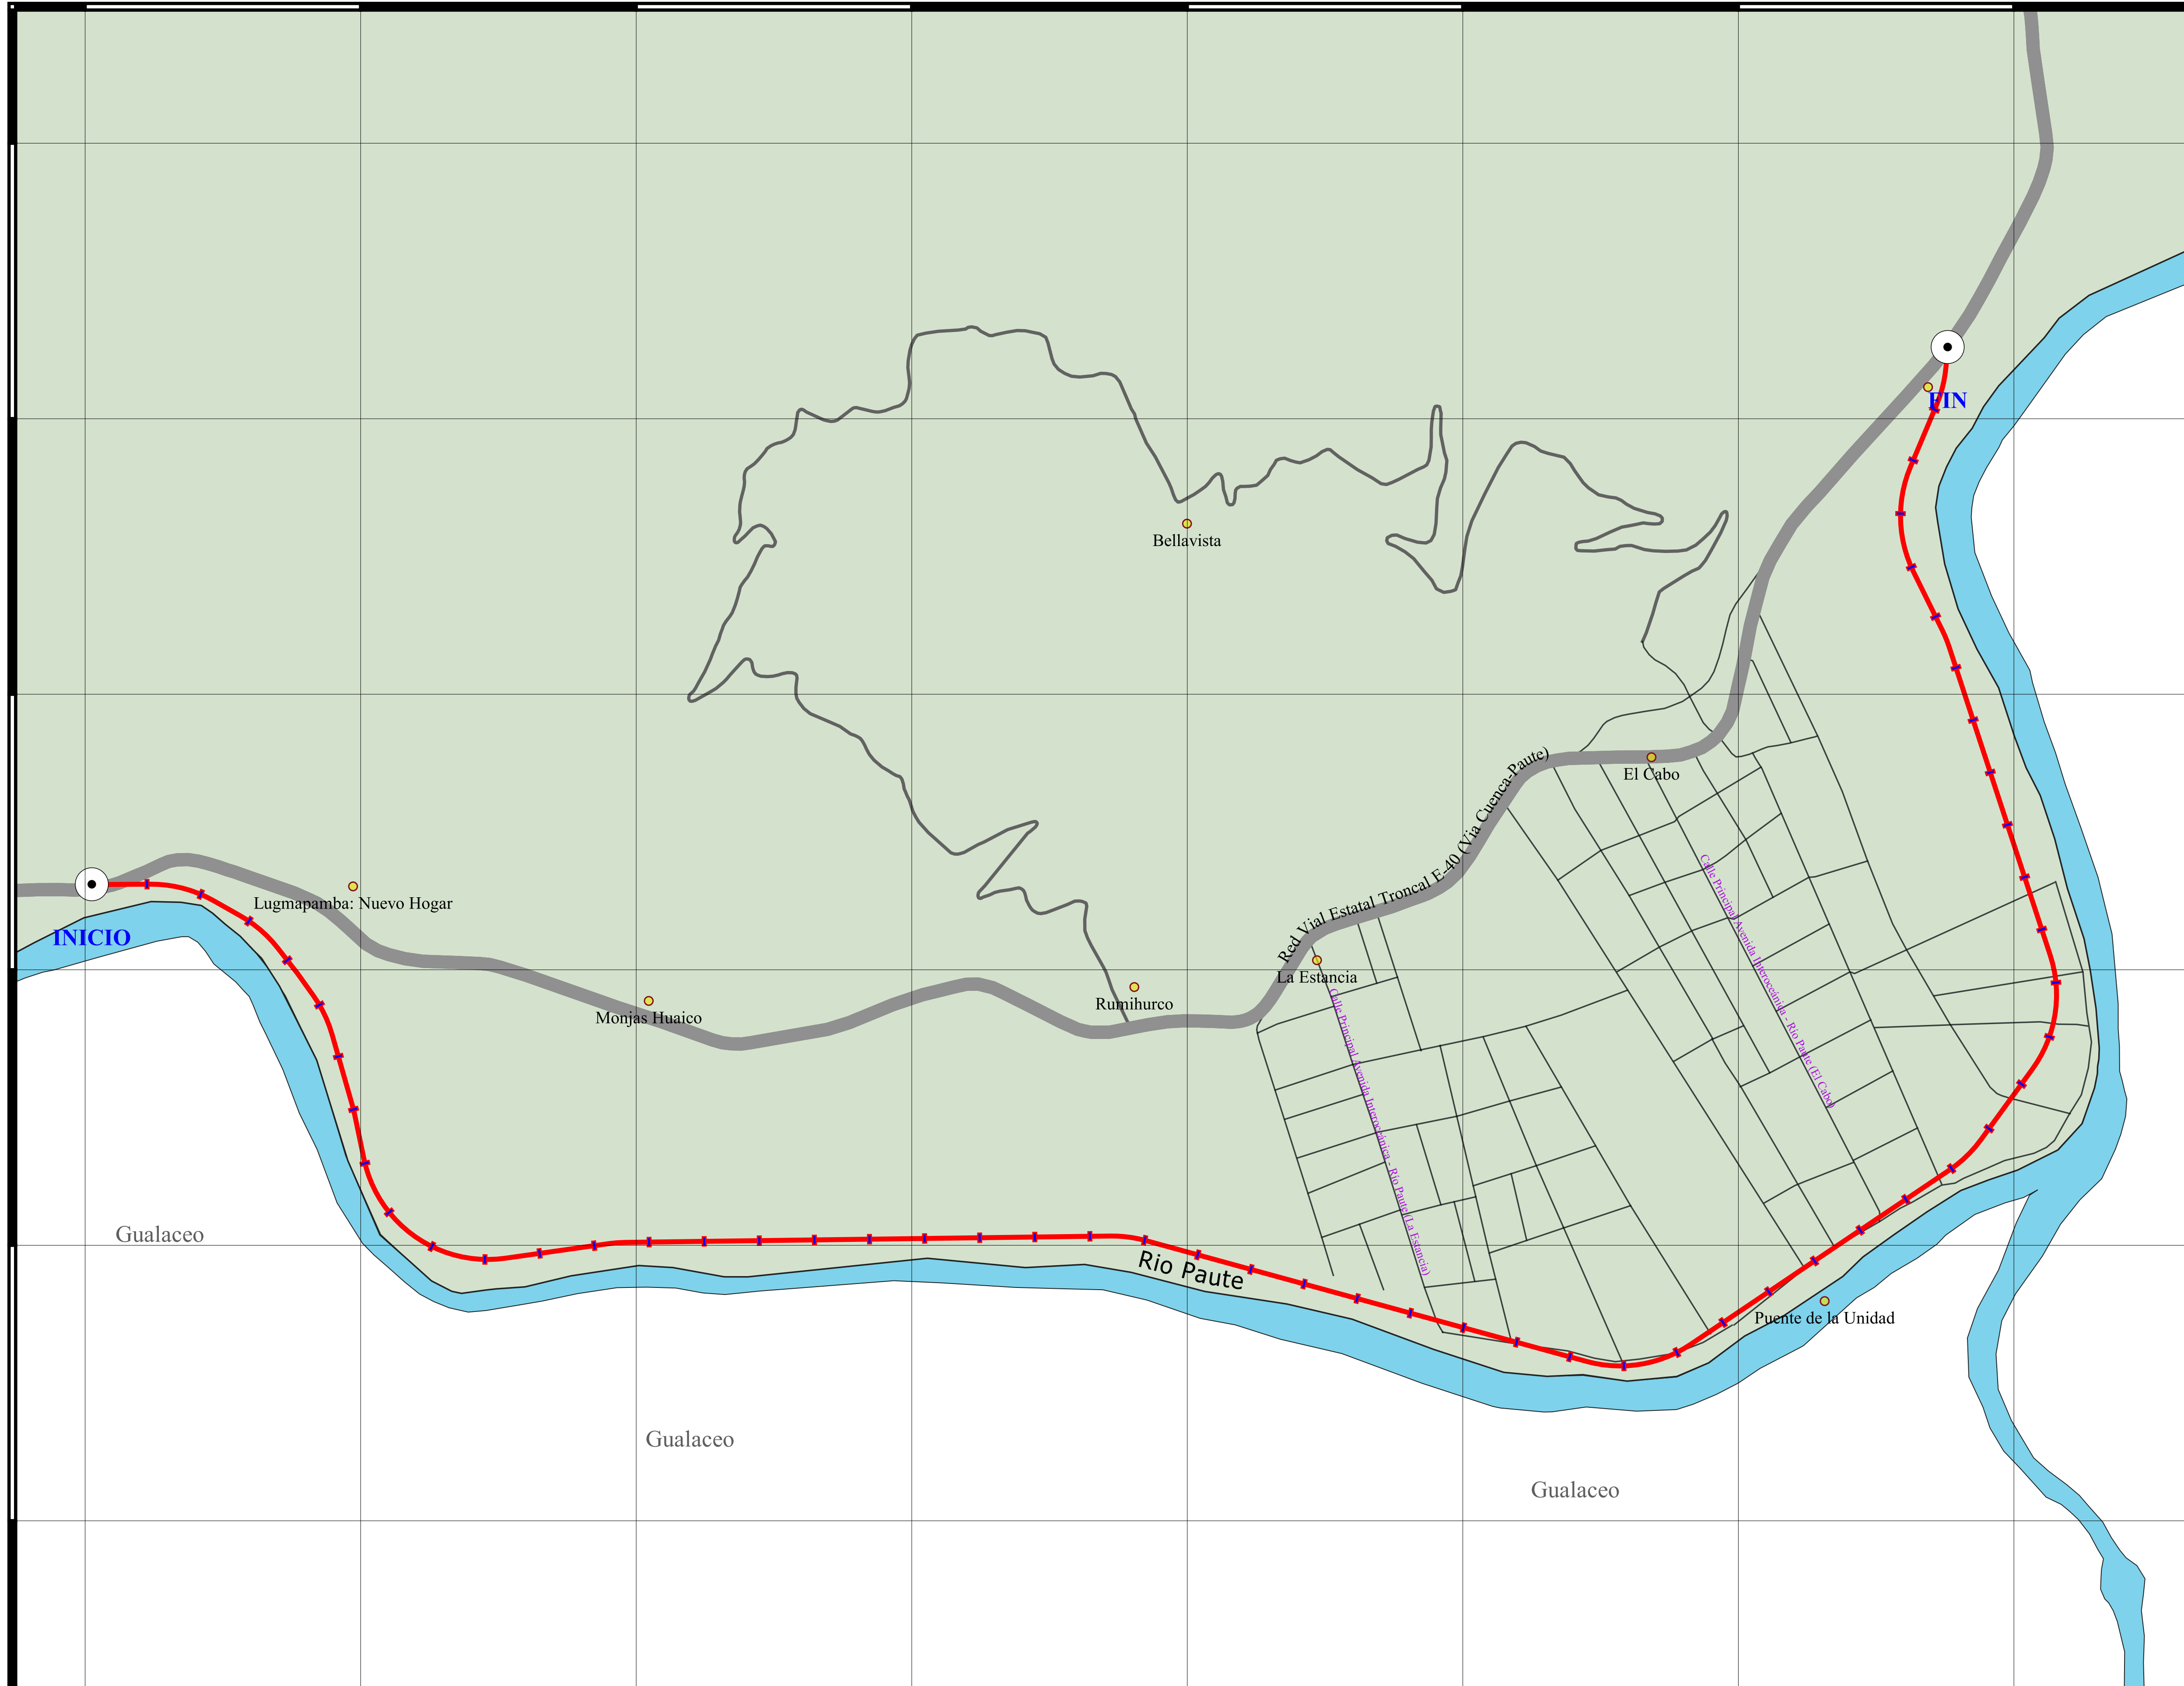 FIN
Bellavista
Red Vial Estatal Troncal E-40 (Via Cuenca-Paute)
El Cabo
Lugmapamba: Nuevo Hogar
INICIO
Calle Principal Avenida Interoceánica - Rio Paute (El Cabo)
La Estancia
Monjas Huaico
Rumihurco
Calle Principal Avenida Interoceánica - Rio Paute (La Estancia)
Gualaceo
Rio Paute
Puente de la Unidad
Gualaceo
Gualaceo